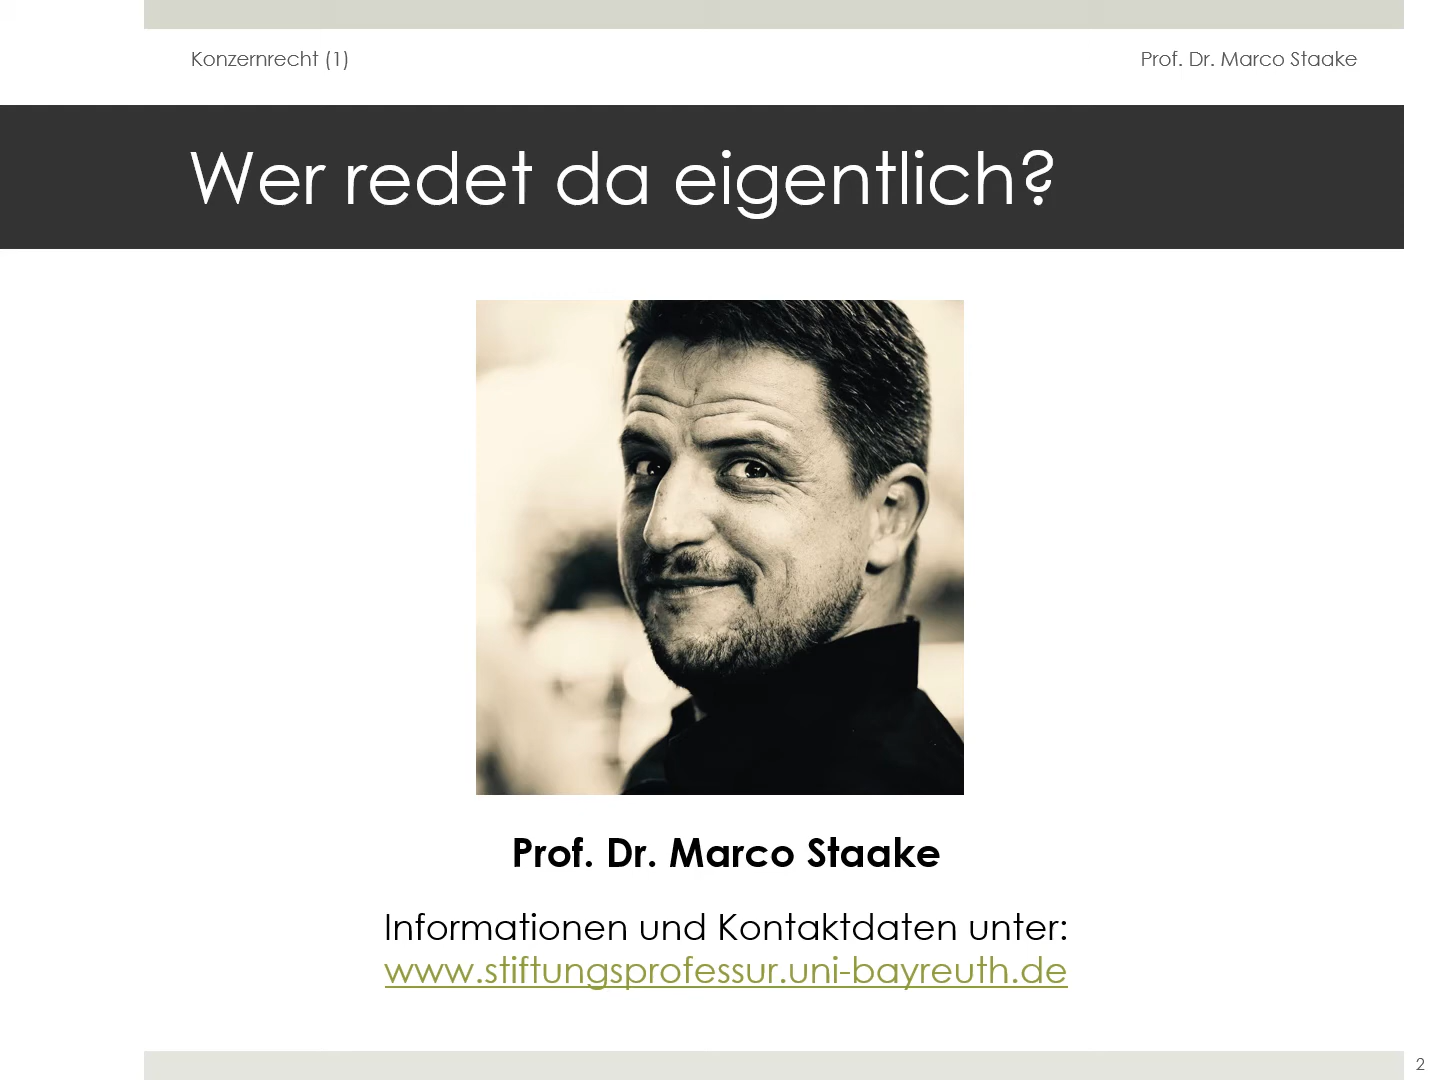 Konzernrecht (1)
Prof. Dr. Marco Staake
Wer redet da eigentlich?
Prof. Dr. Marco Staake
Informationen und Kontaktdaten unter:
www.stiftungsprofessur.uni-bayreuth.de
2